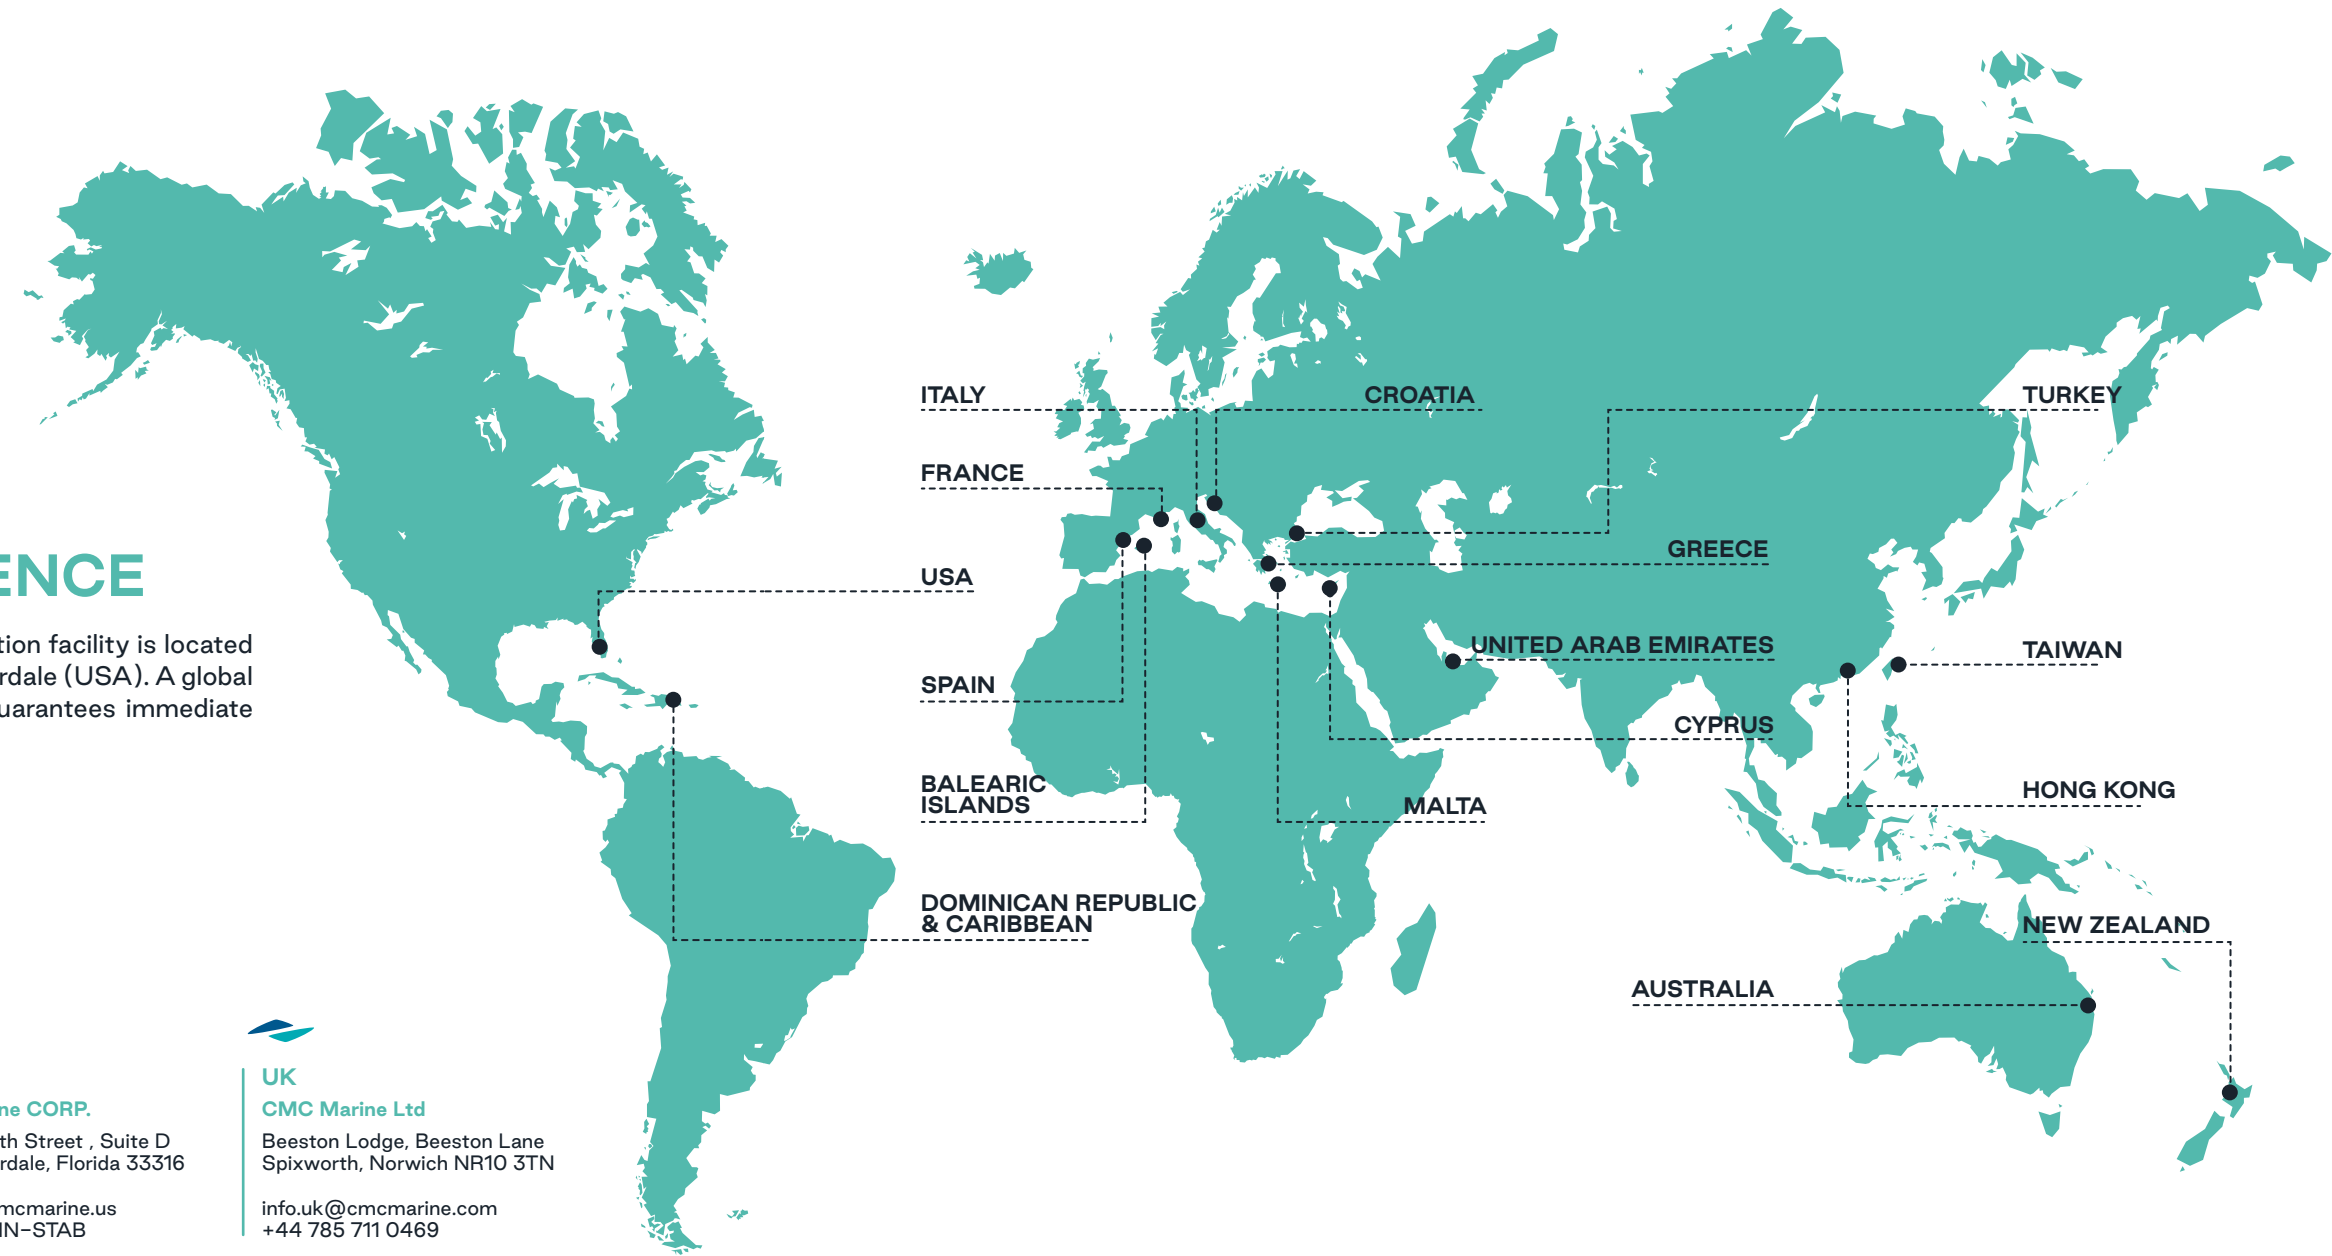 ITALY
CROATIA
TURKEY
FRANCE
GREECE
ENCE
USA
tion facility is located
rdale (USA). A global
uarantees immediate
UNITED ARAB EMIRATES
TAIWAN
SPAIN
CYPRUS
BALEARIC
ISLANDS
MALTA
HONG KONG
DOMINICAN REPUBLIC
& CARIBBEAN
NEW ZEALAND
AUSTRALIA
ne CORP.
th Street , Suite D
rdale, Florida 33316
mcmarine.us
IN-STAB
UK
CMC Marine Ltd
Beeston Lodge, Beeston Lane
Spixworth, Norwich NR10 3TN
info.uk@cmcmarine.com
+44 785 711 0469